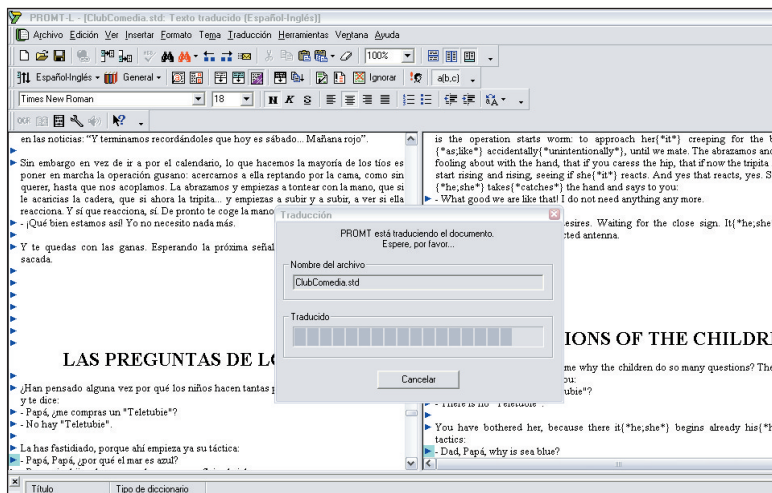 PROMT-L - [ClubComedia.std: Texto traducido (Español-Inglés)]
Archivo Edición Ver Insertar Formato Tema Traducción Herramientas Ventana Ayuda
100%
Español-Inglés General Ignorar a(b,c)
Times New Roman 18 N K S
OCR
en las noticias: “Y terminamos recordándoles que hoy es sábado... Mañana rojo”.
Sin embargo en vez de ir a por el calendario, lo que hacemos la mayoría de los tíos es
poner en marcha la operación gusano: acercarnos a ella reptando por la cama, como sin
querer, hasta que nos acoplamos. La abrazamos y empiezas a tontear con la mano, que si
le acaricias la cadera, que si ahora la tripita... y empiezas a subir y a subir, a ver si ella
reacciona. Y sí que reacciona, sí. De pronto te coge la mano
- ¡Qué bien estamos así! Yo no necesito nada más.
Y te quedas con las ganas. Esperando la próxima señal
sacada.
LAS PREGUNTAS DE
¿Han pensado alguna vez por qué los niños hacen tantas
y te dice:
- Papá, ¿me compras un "Teletubie"?
- No hay "Teletubie".
La has fastidiado, porque ahí empieza ya su táctica:
- Papá, Papá, ¿por qué el mar es azul?
is the operation starts worm: to approach her{*it*} creeping for the
{*as;like*} accidentally{*unintentionally*}, until we mate. The abrazamos and
fooling about with the hand, that if you caress the hip, that if now the tripita
start rising and rising, seeing if she{*it*} reacts. And yes that reacts, yes.
{*he;she*} takes{*catches*} the hand and says to you:
- What good we are like that! I do not need anything any more.
esires. Waiting for the close sign. It{*he;she
cted antenna.
IONS OF THE
me why the children do so many questions? The
ou:
tubie"?
- There is no "Teletubie".
You have bothered her, because there it{*he;she*} begins already
tactics:
- Dad, Papá, why is sea blue?
Traducción
PROMT está traduciendo el documento.
Espere, por favor...
Nombre del archivo
ClubComedia.std
Traducido
Cancelar
Título Tipo de diccionario